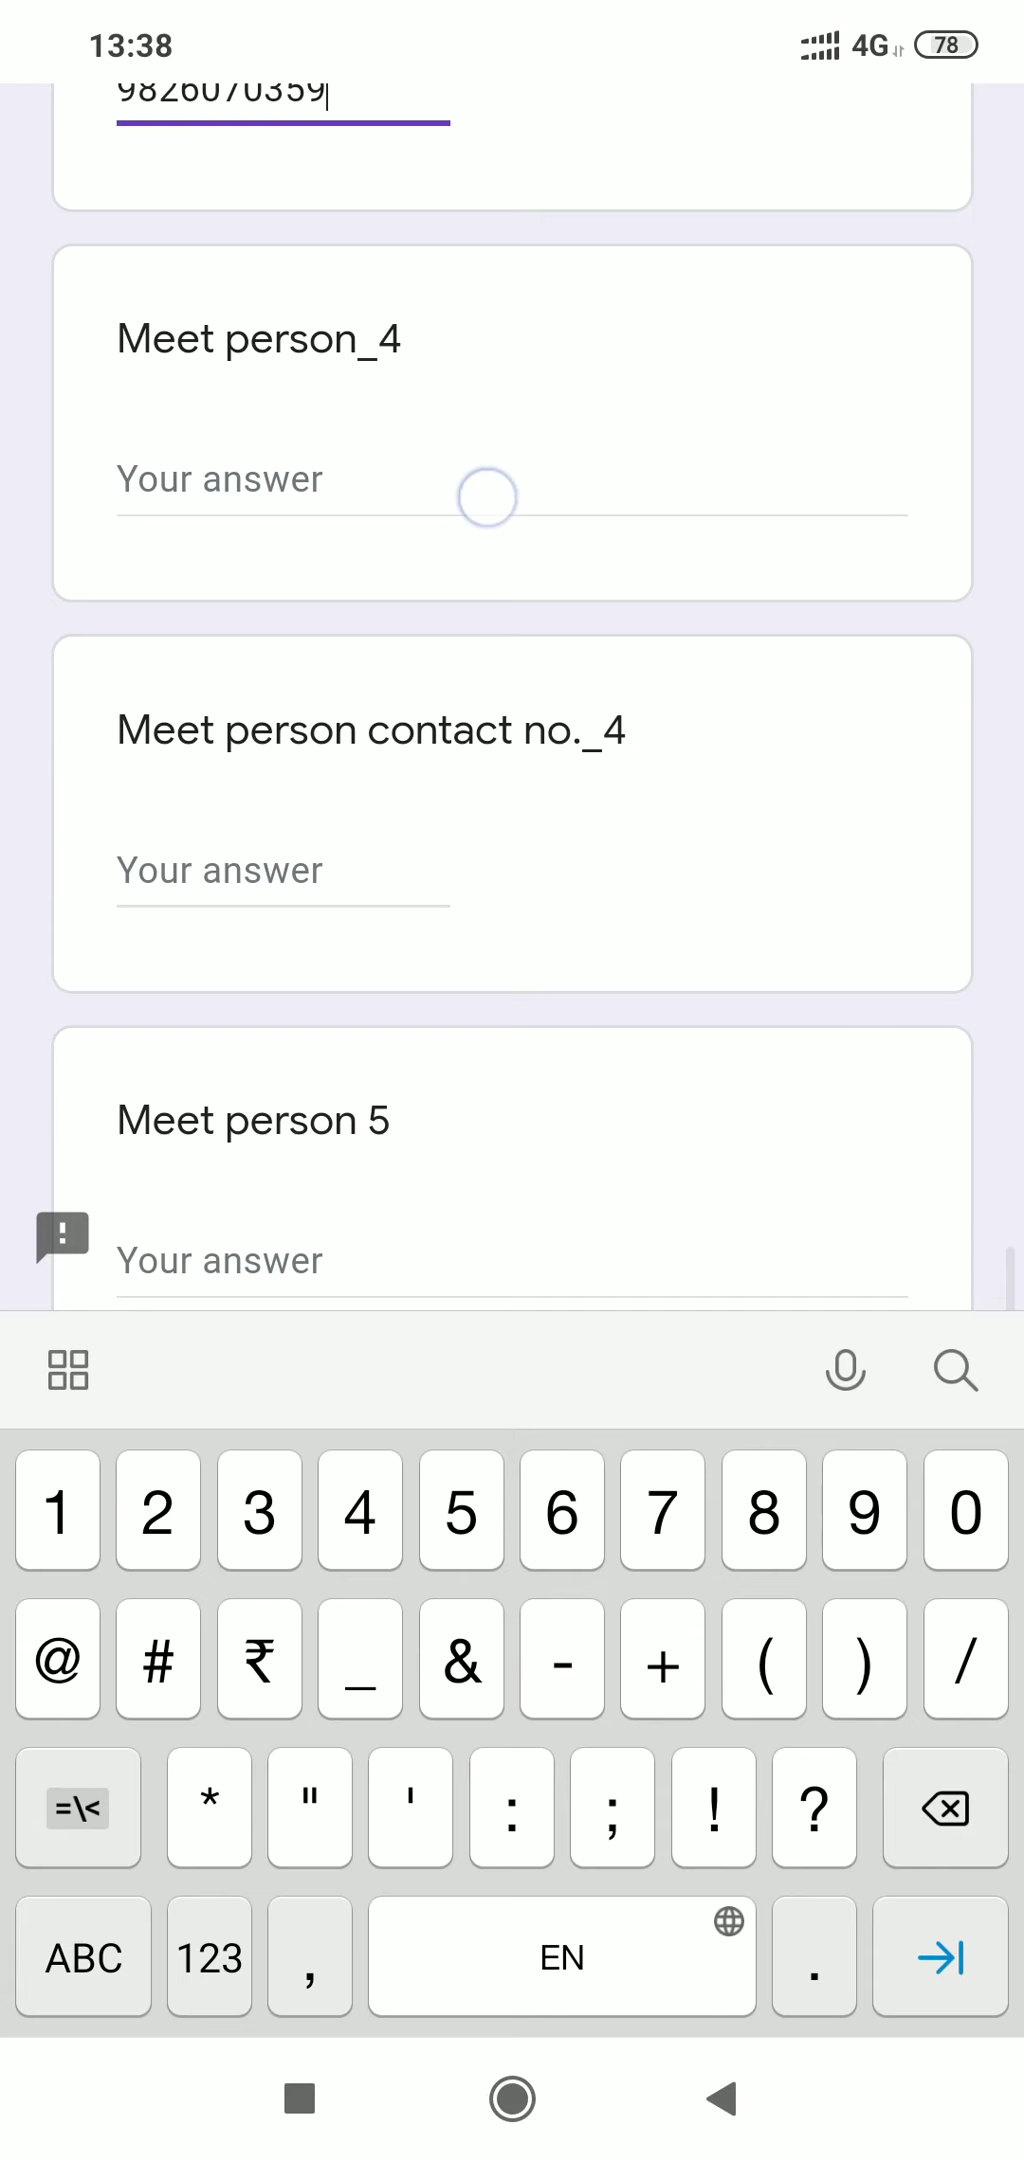 13:38 4G 78
9826070359
Meet person_4
Your answer
Meet person contact no._4
Your answer
Meet person 5
Your answer
1 2 3 4 5 6 7 8 9 0
@ # ₹ _ & - + ( ) /
=\< * " ' : ; ! ?
ABC 123 , EN .